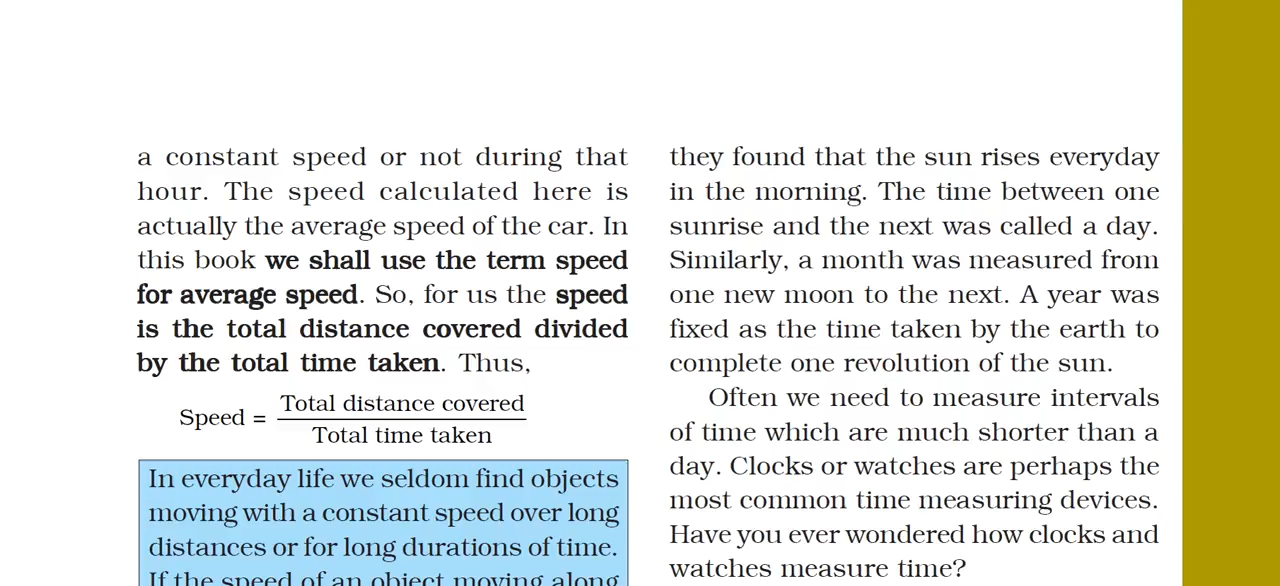 a constant speed or not during that
hour. The speed calculated here is
actually the average speed of the car. In
this book we shall use the term speed
for average speed. So, for us the speed
is the total distance covered divided
by the total time taken. Thus,
Speed = Total distance covered
Total time taken
In everyday life we seldom find objects
moving with a constant speed over long
distances or for long durations of time.
If the speed of an object moving along
they found that the sun rises everyday
in the morning. The time between one
sunrise and the next was called a day.
Similarly, a month was measured from
one new moon to the next. A year was
fixed as the time taken by the earth to
complete one revolution of the sun.
Often we need to measure intervals
of time which are much shorter than a
day. Clocks or watches are perhaps the
most common time measuring devices.
Have you ever wondered how clocks and
watches measure time?